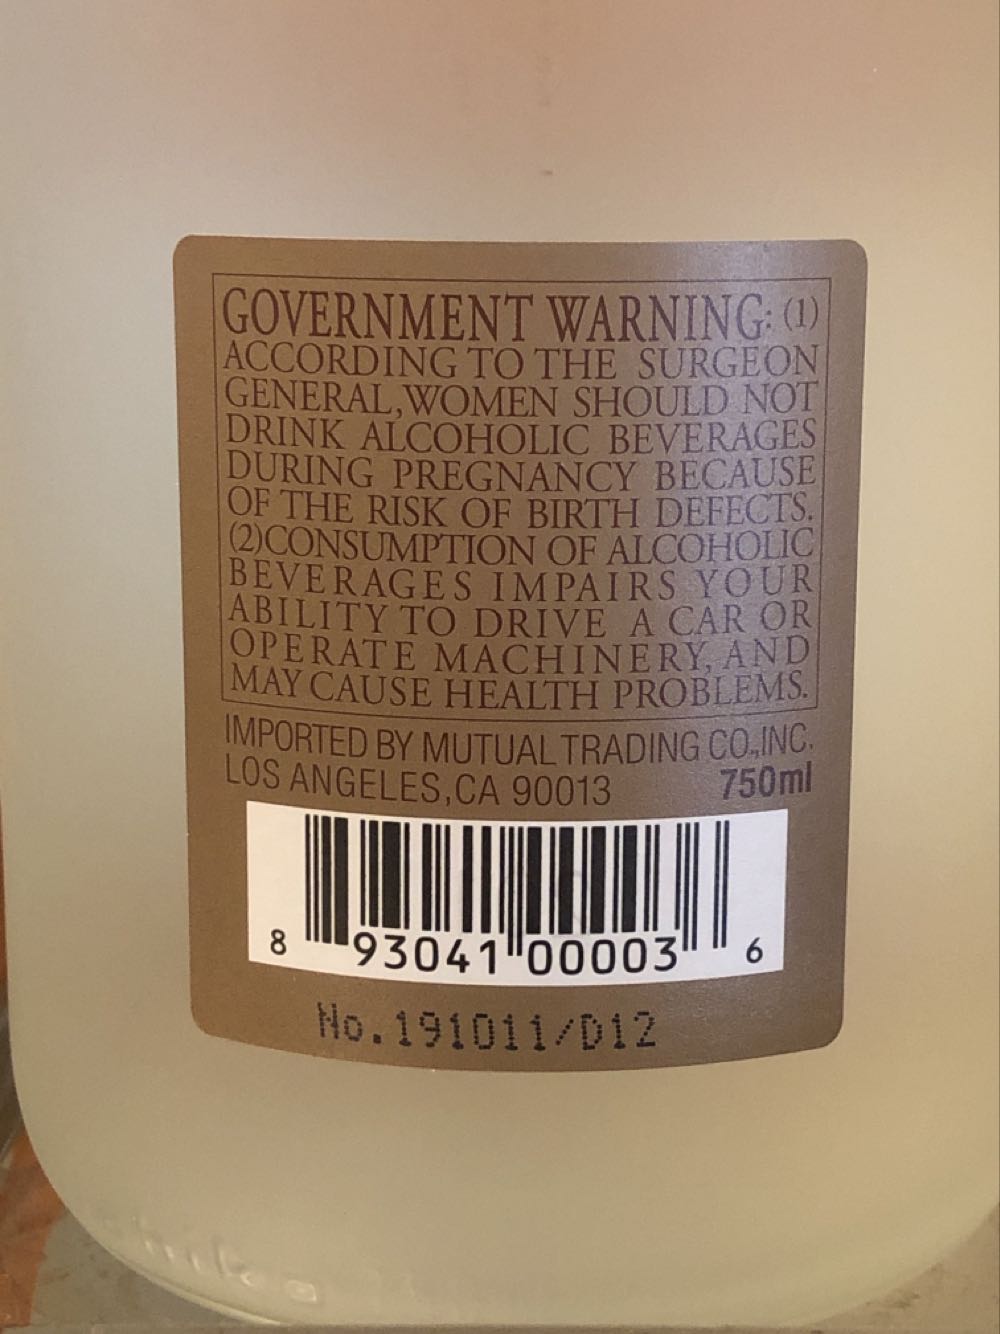 GOVERNMENT WARNING: (1)
ACCORDING TO THE SURGEON
GENERAL,WOMEN SHOULD NOT
DRINK ALCOHOLIC BEVERAGES
DURING PREGNANCY BECAUSE
OF THE RISK OF BIRTH DEFECTS.
(2)CONSUMPTION OF ALCOHOLIC
BEVERAGES IMPAIRS YOUR
ABILITY TO DRIVE A CAR OR
OPERATE MACHINERY, AND
MAY CAUSE HEALTH PROBLEMS.
IMPORTED BY MUTUAL TRADING CO.,INC.
LOS ANGELES,CA 90013 750ml
8 93041 00003 6
No.191011/D12